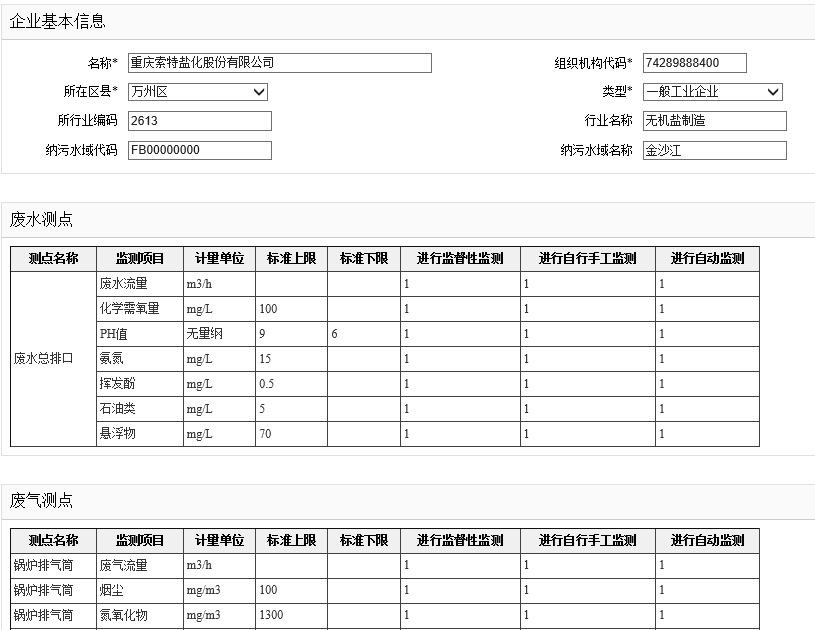 企业基本信息
名称* 重庆索特盐化股份有限公司 组织机构代码* 74289888400
所在区县* 万州区 类型* 一般工业企业
所行业编码 2613 行业名称 无机盐制造
纳污水域代码 FB00000000 纳污水域名称 金沙江
废水测点
测点名称 监测项目 计量单位 标准上限 标准下限 进行监督性监测 进行自行手工监测 进行自动监测
废水流量 m3/h 1 1 1
化学需氧量 mg/L 100 1 1 1
PH值 无量纲 9 6 1 1 1
废水总排口 氨氮 mg/L 15 1 1 1
挥发酚 mg/L 0.5 1 1 1
石油类 mg/L 5 1 1 1
悬浮物 mg/L 70 1 1 1
废气测点
测点名称 监测项目 计量单位 标准上限 标准下限 进行监督性监测 进行自行手工监测 进行自动监测
锅炉排气筒 废气流量 m3/h 1 1 1
锅炉排气筒 烟尘 mg/m3 100 1 1 1
锅炉排气筒 氮氧化物 mg/m3 1300 1 1 1